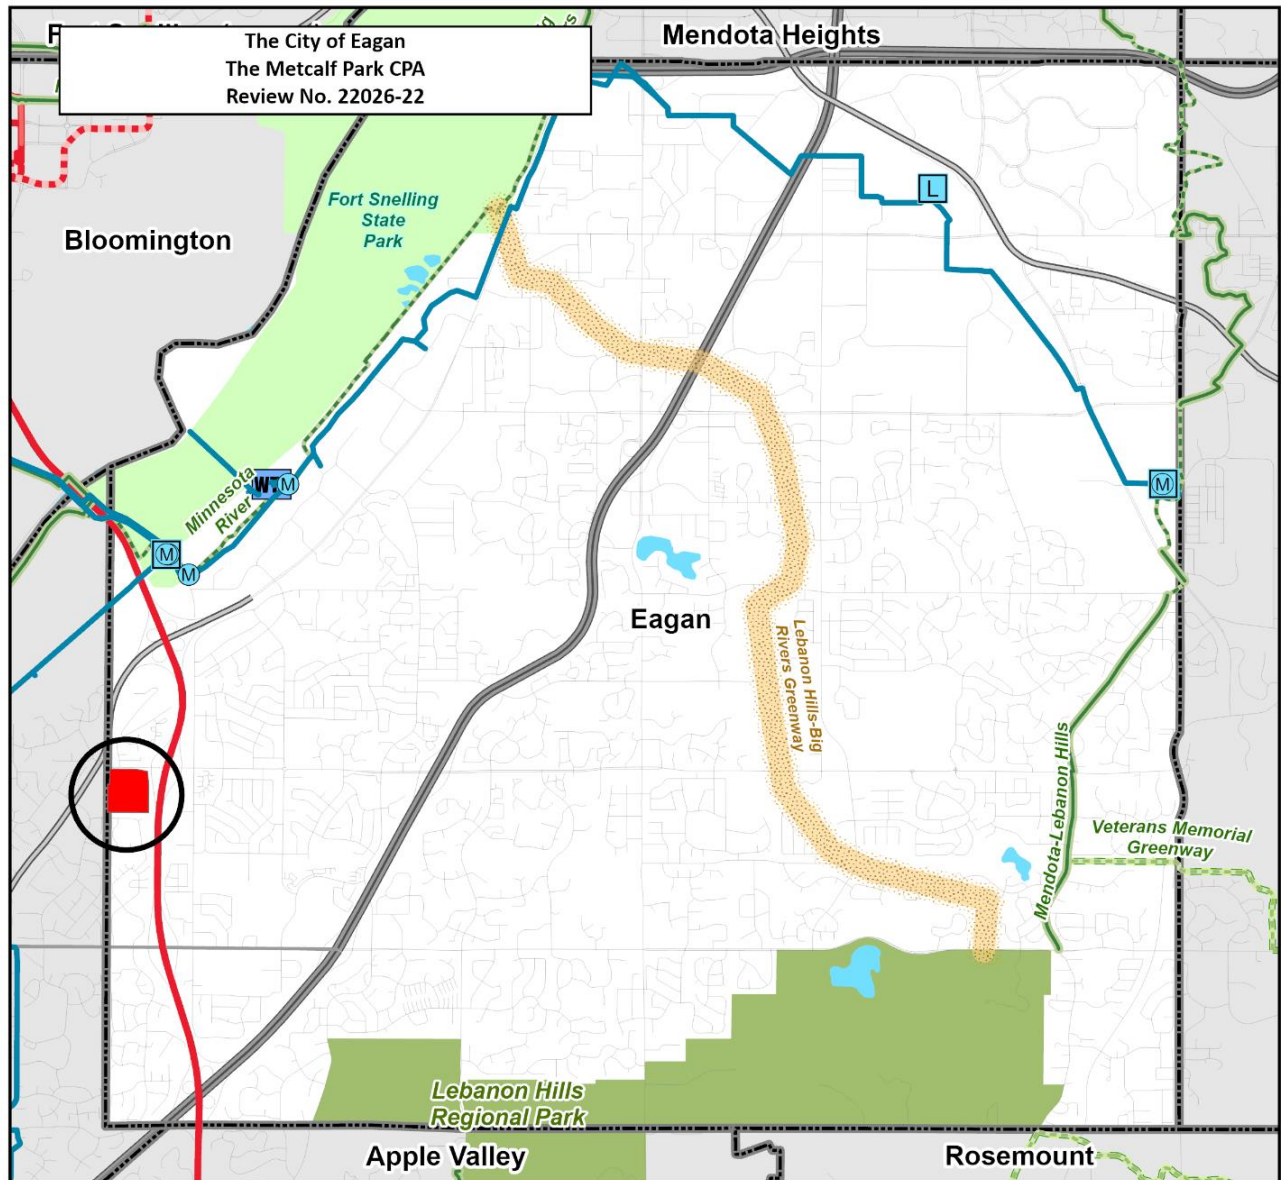 The City of Eagan
The Metcalf Park CPA
Review No. 22026-22
Mendota Heights
Fort Snelling
State
Park
Bloomington
L
Minnesota
River
M
M
M
M
Eagan
Lebanon Hills-Big
Rivers Greenway
Mendota-Lebanon Hills
Veterans Memorial
Greenway
Lebanon Hills
Regional Park
Apple Valley
Rosemount